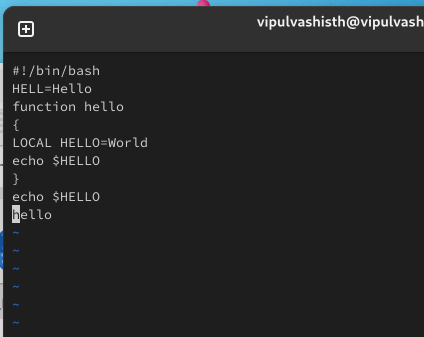 vipulvashisth@vipulvash
#!/bin/bash
HELL=Hello
function hello
{
LOCAL HELLO=World
echo $HELLO
}
echo $HELLO
hello
~
~
~
~
~
~